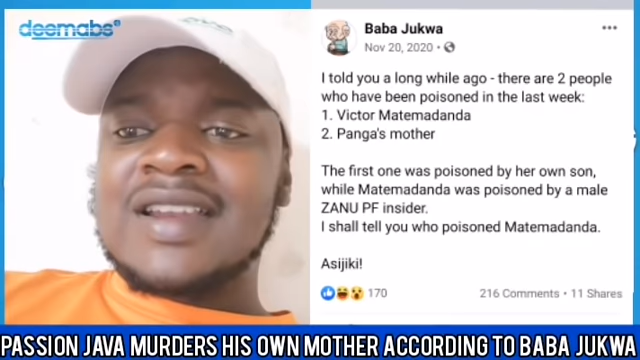 deemabs
Baba Jukwa
Nov 20, 2020 ·
I told you a long while ago - there are 2 people
who have been poisoned in the last week:
1. Victor Matemadanda
2. Panga's mother
The first one was poisoned by her own son,
while Matemadanda was poisoned by a male
ZANU PF insider.
I shall tell you who poisoned Matemadanda.
Asijiki!
170
216 Comments · 11 Shares
PASSION JAVA MURDERS HIS OWN MOTHER ACCORDING TO BABA JUKWA